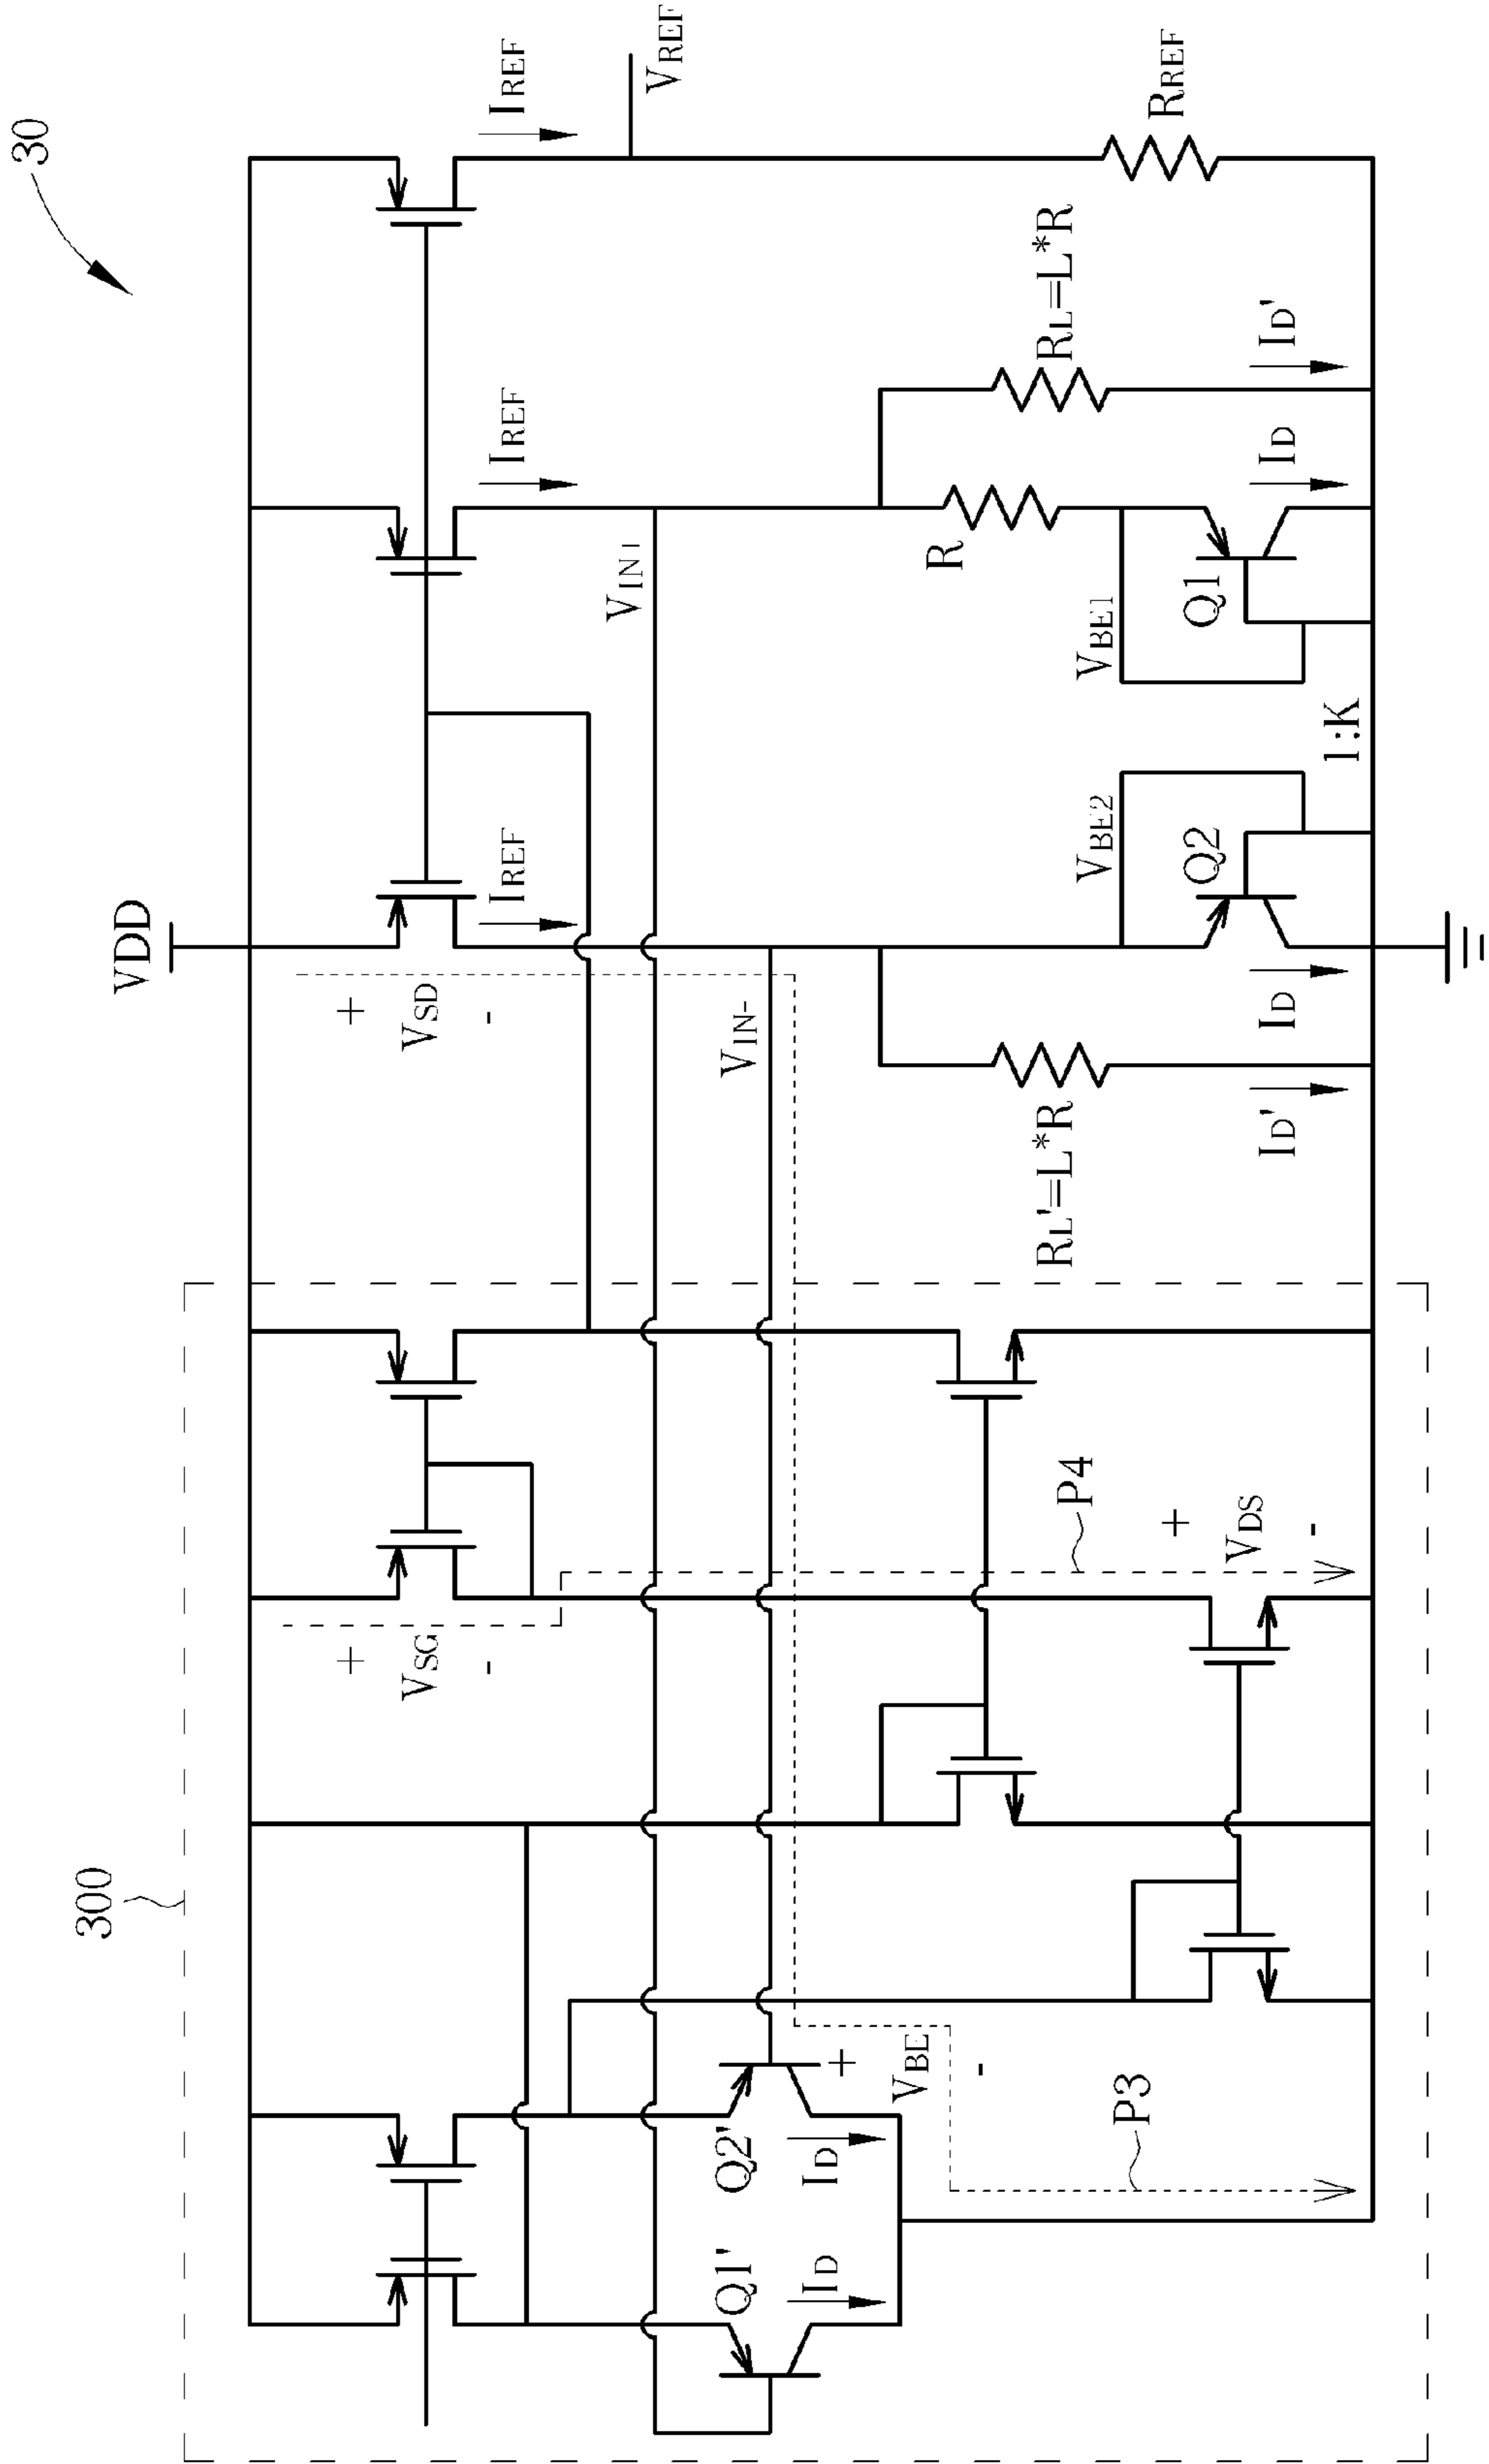 30
VDD
IREF
IREF
IREF
VREF
+
VSD
-
+
VSG
-
300
VIN+
VIN-
R
RL=L*R
RREF
RL'=L*R
VBE1
VBE2
Q1
Q2
1:K
ID'
ID
ID
ID'
P4
+
VDS
-
Q1'
Q2'
ID
ID
+
VBE
-
P3